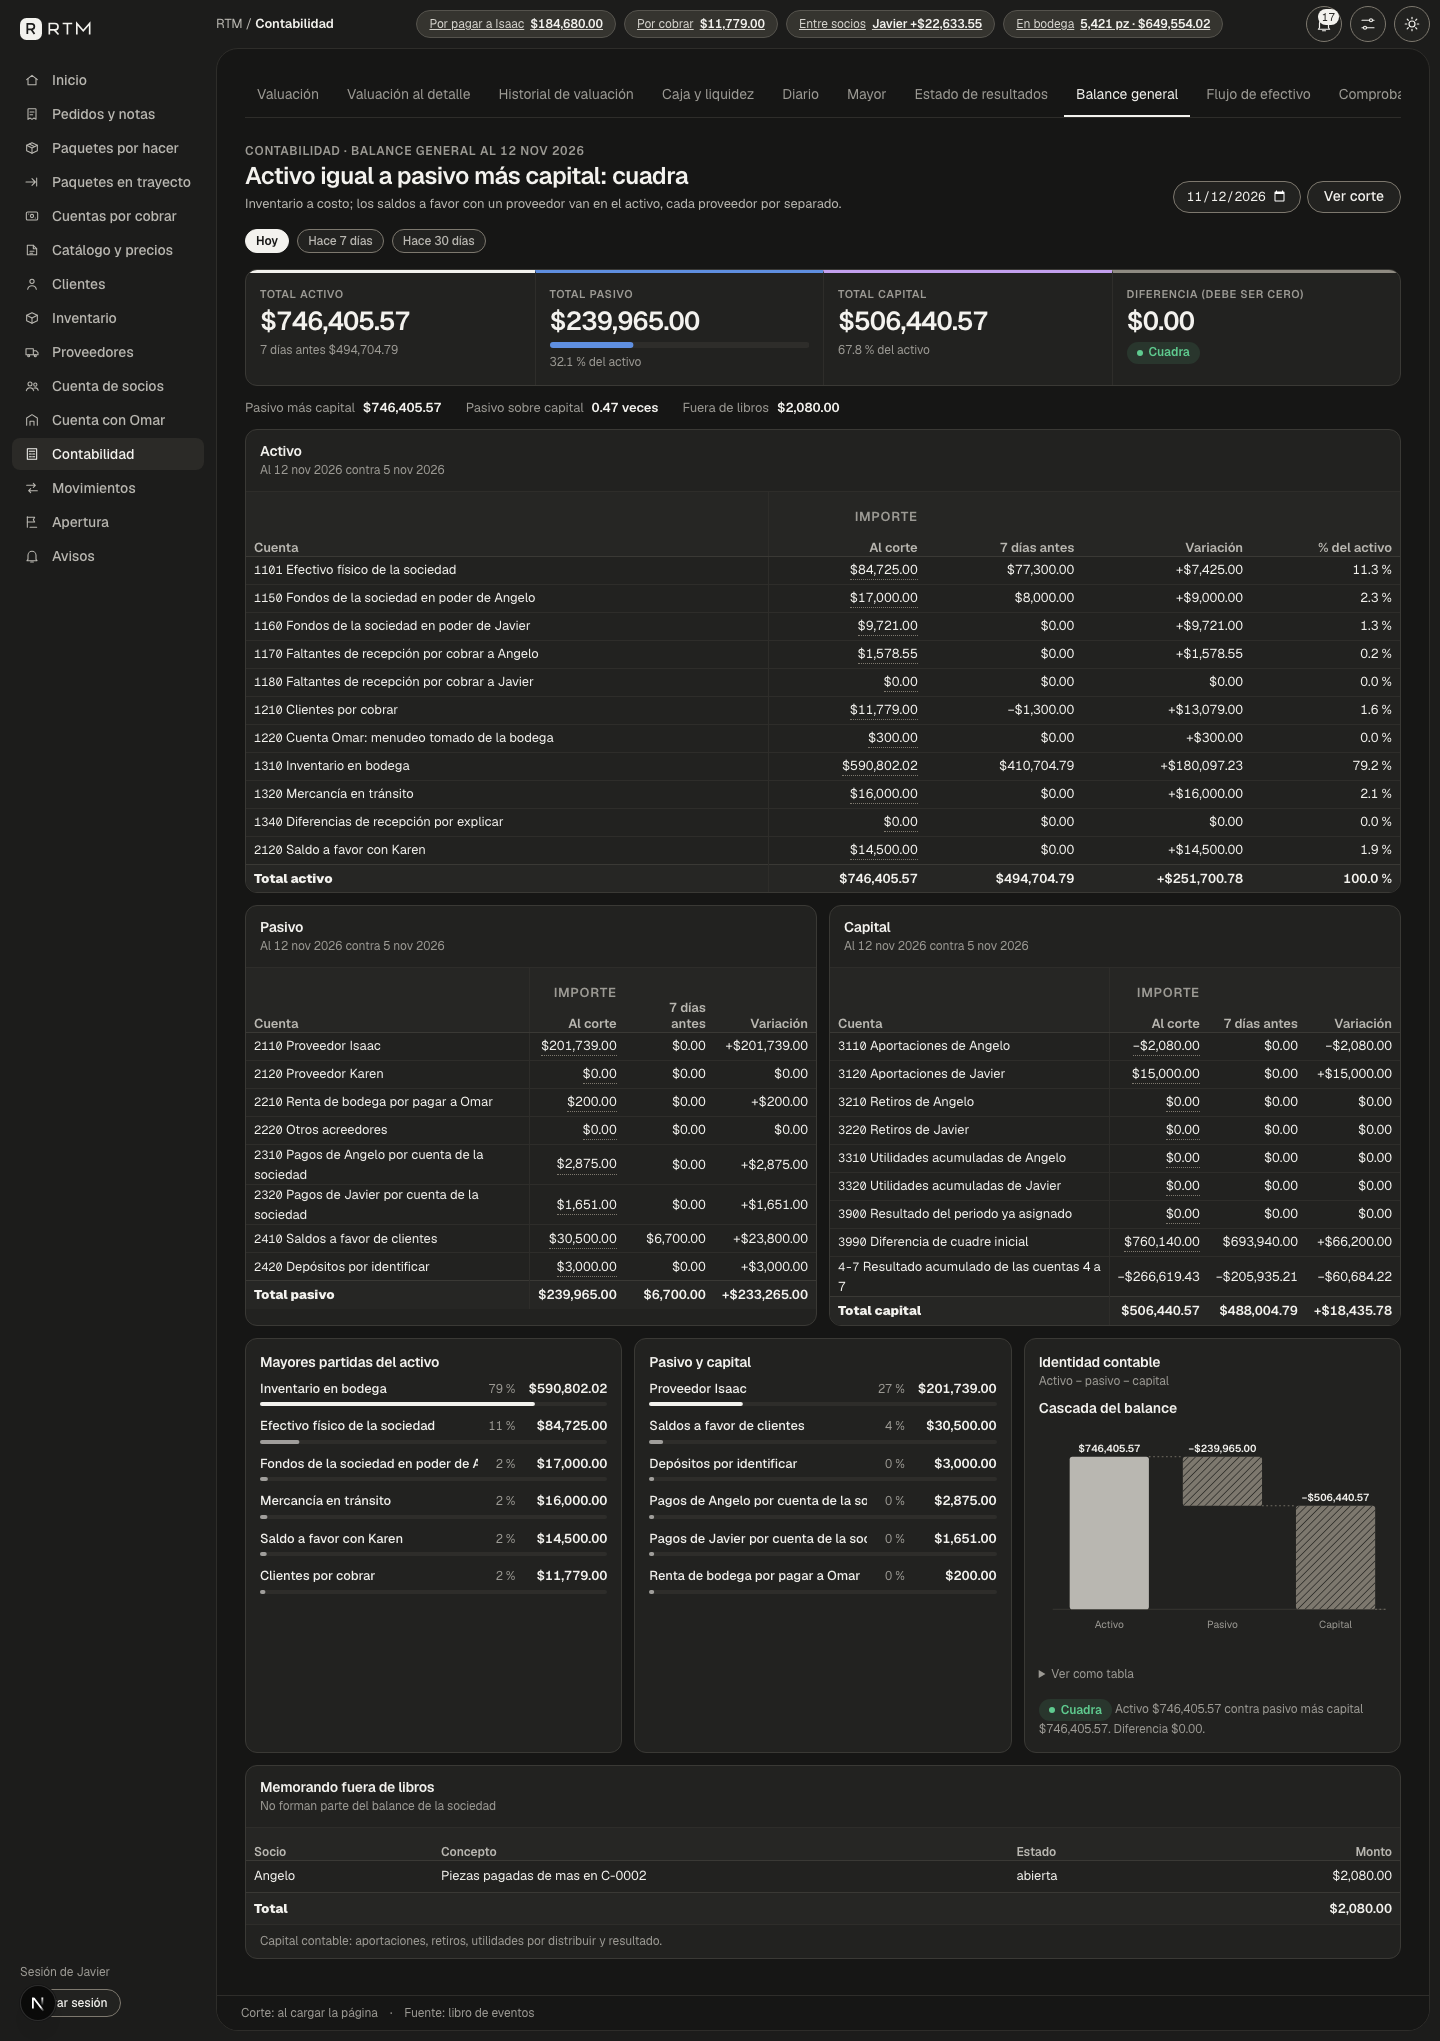 R RTM
RTM / Contabilidad
Por pagar a Isaac $184,680.00
Por cobrar $11,779.00
Entre socios Javier +$22,633.55
En bodega 5,421 pz · $649,554.02
17
Inicio
Pedidos y notas
Paquetes por hacer
Paquetes en trayecto
Cuentas por cobrar
Catálogo y precios
Clientes
Inventario
Proveedores
Cuenta de socios
Cuenta con Omar
Contabilidad
Movimientos
Apertura
Avisos
Sesión de Javier
N ar sesión
Valuación Valuación al detalle Historial de valuación Caja y liquidez Diario Mayor Estado de resultados Balance general Flujo de efectivo Comproba
CONTABILIDAD · BALANCE GENERAL AL 12 NOV 2026
Activo igual a pasivo más capital: cuadra
Inventario a costo; los saldos a favor con un proveedor van en el activo, cada proveedor por separado.
11/12/2026 Ver corte
Hoy Hace 7 días Hace 30 días
TOTAL ACTIVO
$746,405.57
7 días antes $494,704.79
TOTAL PASIVO
$239,965.00
32.1 % del activo
TOTAL CAPITAL
$506,440.57
67.8 % del activo
DIFERENCIA (DEBE SER CERO)
$0.00
Cuadra
Pasivo más capital $746,405.57 Pasivo sobre capital 0.47 veces Fuera de libros $2,080.00
Activo
Al 12 nov 2026 contra 5 nov 2026
IMPORTE
Cuenta Al corte 7 días antes Variación % del activo
1101 Efectivo físico de la sociedad $84,725.00 $77,300.00 +$7,425.00 11.3 %
1150 Fondos de la sociedad en poder de Angelo $17,000.00 $8,000.00 +$9,000.00 2.3 %
1160 Fondos de la sociedad en poder de Javier $9,721.00 $0.00 +$9,721.00 1.3 %
1170 Faltantes de recepción por cobrar a Angelo $1,578.55 $0.00 +$1,578.55 0.2 %
1180 Faltantes de recepción por cobrar a Javier $0.00 $0.00 $0.00 0.0 %
1210 Clientes por cobrar $11,779.00 −$1,300.00 +$13,079.00 1.6 %
1220 Cuenta Omar: menudeo tomado de la bodega $300.00 $0.00 +$300.00 0.0 %
1310 Inventario en bodega $590,802.02 $410,704.79 +$180,097.23 79.2 %
1320 Mercancía en tránsito $16,000.00 $0.00 +$16,000.00 2.1 %
1340 Diferencias de recepción por explicar $0.00 $0.00 $0.00 0.0 %
2120 Saldo a favor con Karen $14,500.00 $0.00 +$14,500.00 1.9 %
Total activo $746,405.57 $494,704.79 +$251,700.78 100.0 %
Pasivo
Al 12 nov 2026 contra 5 nov 2026
IMPORTE
Cuenta Al corte 7 días antes Variación
2110 Proveedor Isaac $201,739.00 $0.00 +$201,739.00
2120 Proveedor Karen $0.00 $0.00 $0.00
2210 Renta de bodega por pagar a Omar $200.00 $0.00 +$200.00
2220 Otros acreedores $0.00 $0.00 $0.00
2310 Pagos de Angelo por cuenta de la sociedad $2,875.00 $0.00 +$2,875.00
2320 Pagos de Javier por cuenta de la sociedad $1,651.00 $0.00 +$1,651.00
2410 Saldos a favor de clientes $30,500.00 $6,700.00 +$23,800.00
2420 Depósitos por identificar $3,000.00 $0.00 +$3,000.00
Total pasivo $239,965.00 $6,700.00 +$233,265.00
Capital
Al 12 nov 2026 contra 5 nov 2026
IMPORTE
Cuenta Al corte 7 días antes Variación
3110 Aportaciones de Angelo −$2,080.00 $0.00 −$2,080.00
3120 Aportaciones de Javier $15,000.00 $0.00 +$15,000.00
3210 Retiros de Angelo $0.00 $0.00 $0.00
3220 Retiros de Javier $0.00 $0.00 $0.00
3310 Utilidades acumuladas de Angelo $0.00 $0.00 $0.00
3320 Utilidades acumuladas de Javier $0.00 $0.00 $0.00
3900 Resultado del periodo ya asignado $0.00 $0.00 $0.00
3990 Diferencia de cuadre inicial $760,140.00 $693,940.00 +$66,200.00
4-7 Resultado acumulado de las cuentas 4 a 7 −$266,619.43 −$205,935.21 −$60,684.22
Total capital $506,440.57 $488,004.79 +$18,435.78
Mayores partidas del activo
Inventario en bodega 79 % $590,802.02
Efectivo físico de la sociedad 11 % $84,725.00
Fondos de la sociedad en poder de A 2 % $17,000.00
Mercancía en tránsito 2 % $16,000.00
Saldo a favor con Karen 2 % $14,500.00
Clientes por cobrar 2 % $11,779.00
Pasivo y capital
Proveedor Isaac 27 % $201,739.00
Saldos a favor de clientes 4 % $30,500.00
Depósitos por identificar 0 % $3,000.00
Pagos de Angelo por cuenta de la so 0 % $2,875.00
Pagos de Javier por cuenta de la soc 0 % $1,651.00
Renta de bodega por pagar a Omar 0 % $200.00
Identidad contable
Activo − pasivo − capital
Cascada del balance
$746,405.57 −$239,965.00
−$506,440.57
Activo Pasivo Capital
Ver como tabla
Cuadra Activo $746,405.57 contra pasivo más capital
$746,405.57. Diferencia $0.00.
Memorando fuera de libros
No forman parte del balance de la sociedad
Socio Concepto Estado Monto
Angelo Piezas pagadas de mas en C-0002 abierta $2,080.00
Total $2,080.00
Capital contable: aportaciones, retiros, utilidades por distribuir y resultado.
Corte: al cargar la página · Fuente: libro de eventos